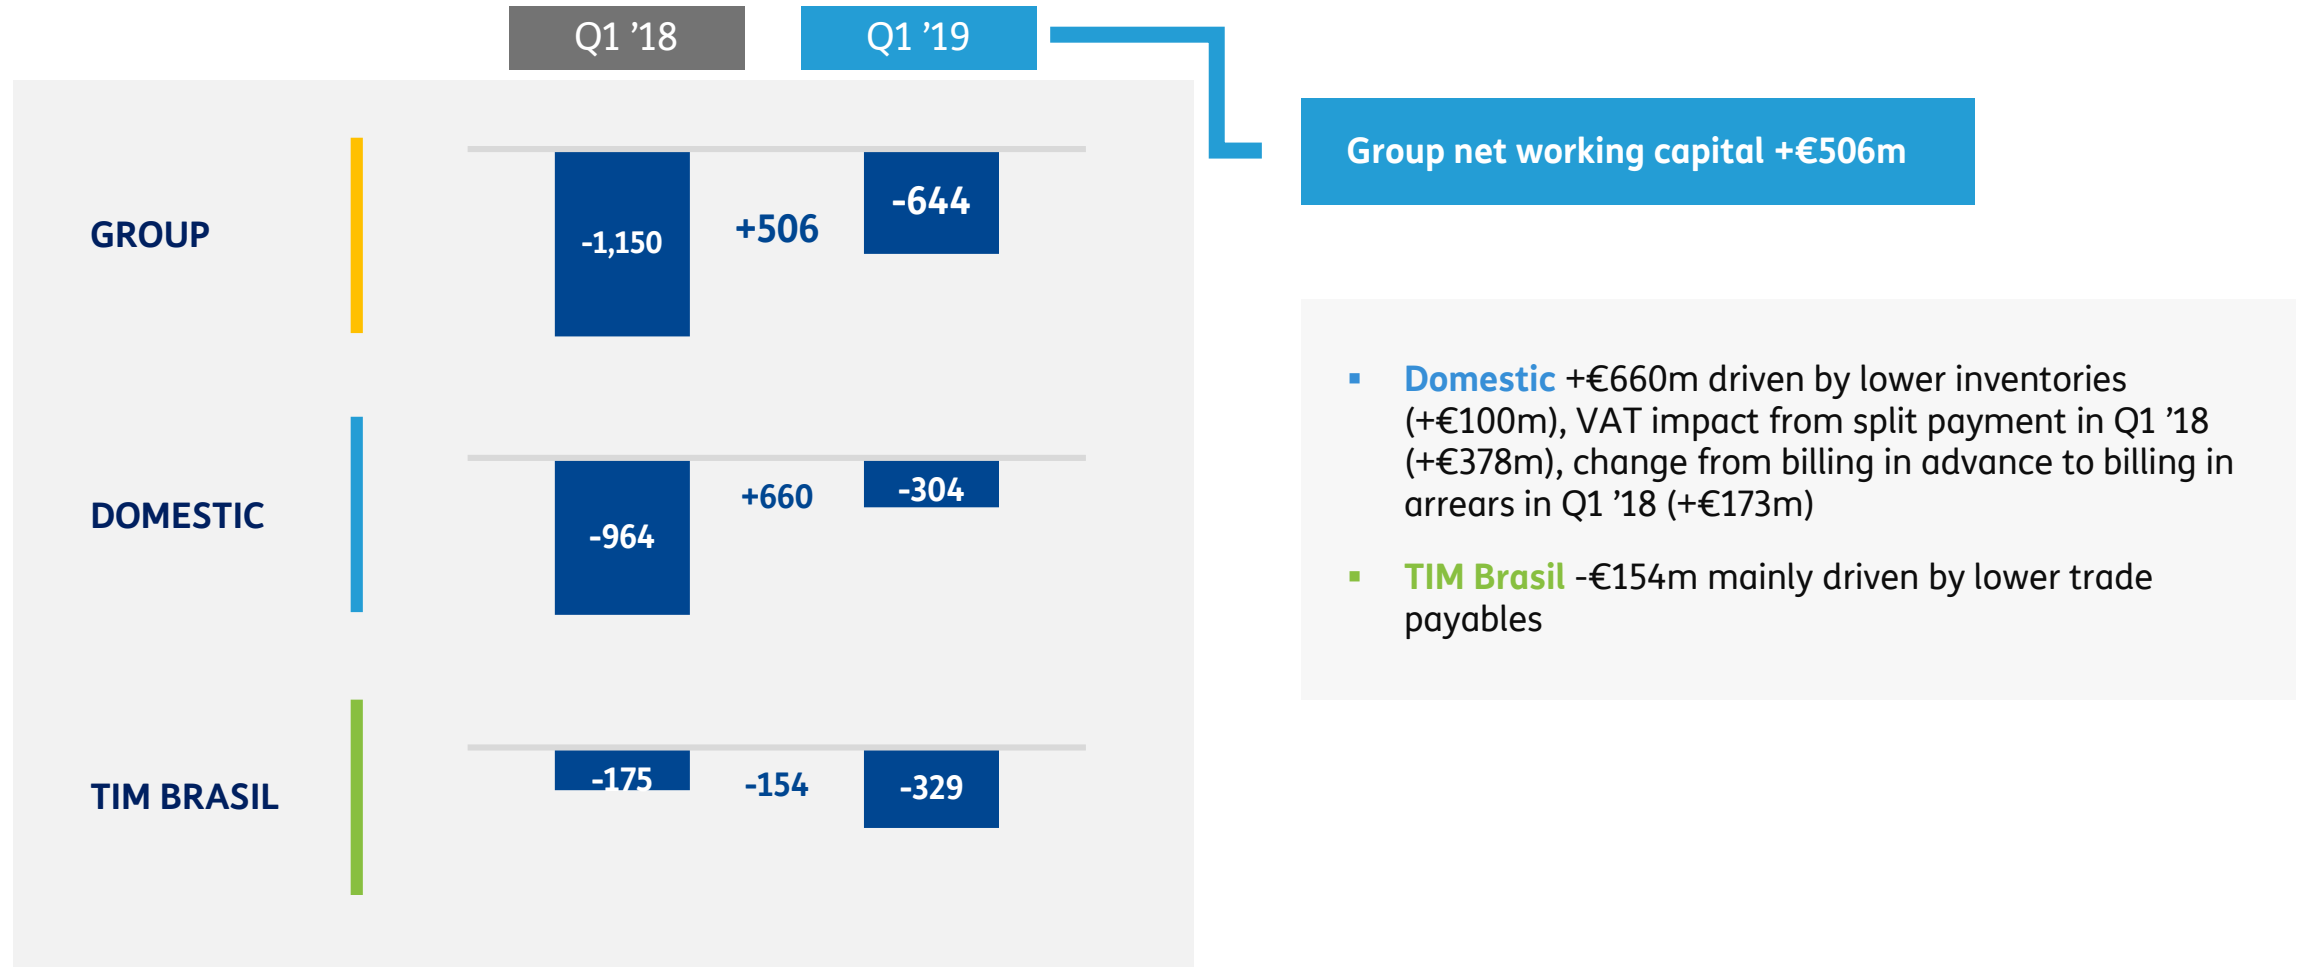 Q1 ’18
Q1 ’19
GROUP
-1,150
+506
-644
DOMESTIC
-964
+660
-304
TIM BRASIL
-175
-154
-329
Group net working capital +€506m
▪ Domestic +€660m driven by lower inventories
(+€100m), VAT impact from split payment in Q1 ’18
(+€378m), change from billing in advance to billing in
arrears in Q1 ’18 (+€173m)
▪ TIM Brasil -€154m mainly driven by lower trade
payables